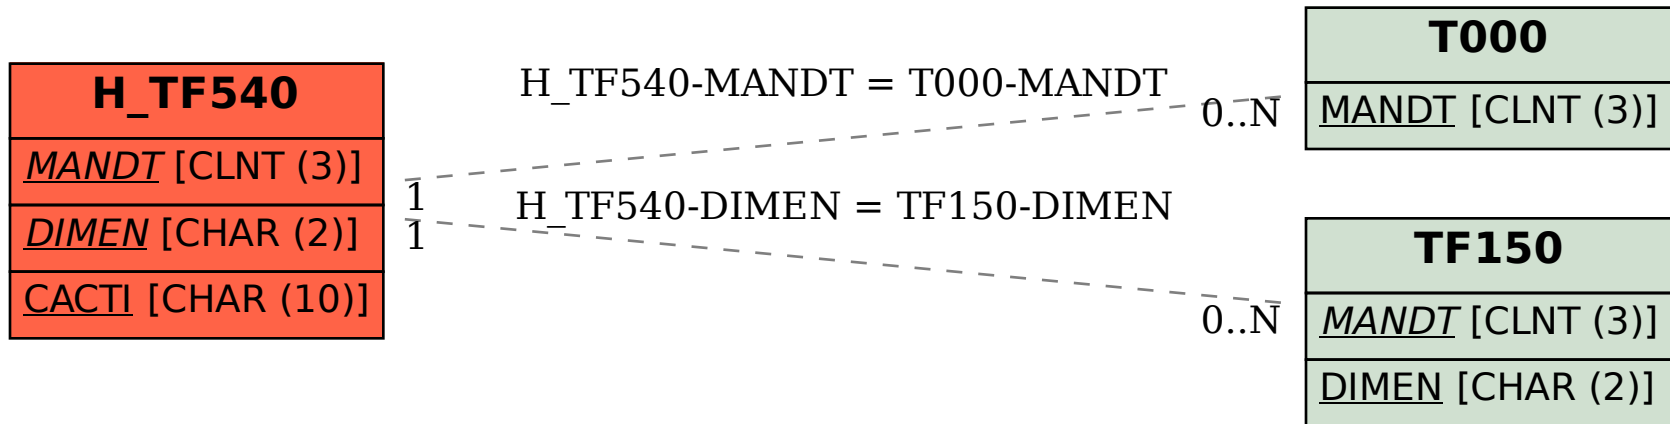 H_TF540
MANDT [CLNT (3)]
DIMEN [CHAR (2)]
CACTI [CHAR (10)]
H_TF540-MANDT = T000-MANDT
0..N
1
H_TF540-DIMEN = TF150-DIMEN
1
0..N
T000
MANDT [CLNT (3)]
TF150
MANDT [CLNT (3)]
DIMEN [CHAR (2)]